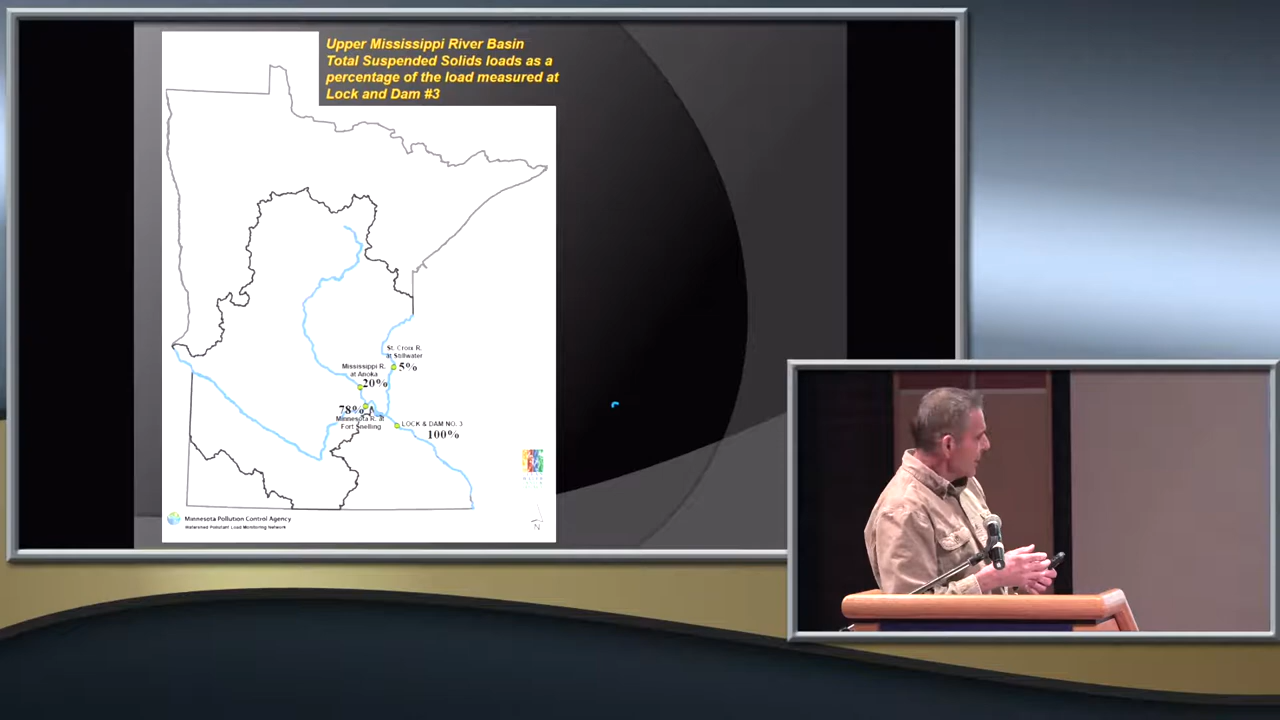 Upper Mississippi River Basin
Total Suspended Solids loads as a
percentage of the load measured at
Lock and Dam #3
St. Croix R.
at Stillwater
5%
Mississippi R.
at Anoka
20%
78%
Minnesota R. at
Fort Snelling
LOCK & DAM NO. 3
100%
Minnesota Pollution Control Agency
Watershed Pollutant Load Monitoring Network
N